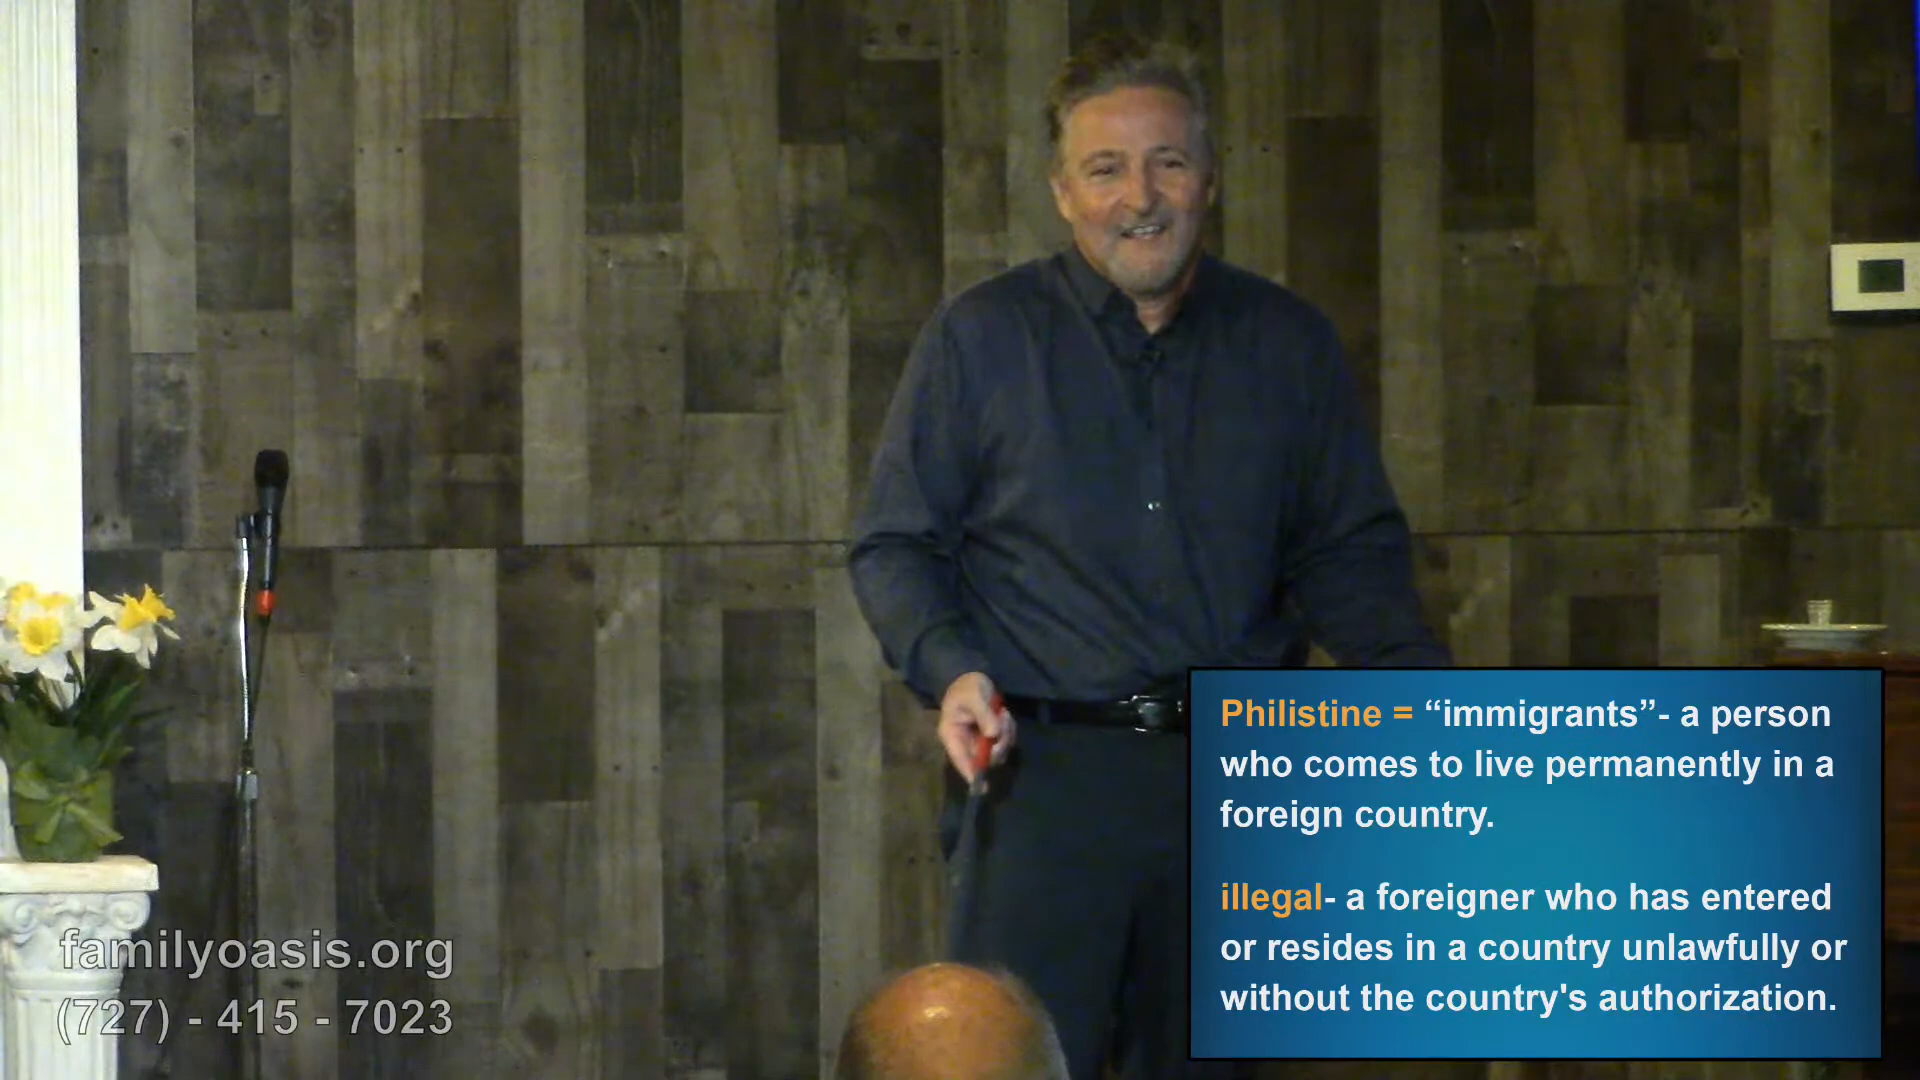 Philistine = “immigrants”- a person
who comes to live permanently in a
foreign country.
illegal- a foreigner who has entered
or resides in a country unlawfully or
without the country's authorization.
familyoasis.org
(727) - 415 - 7023